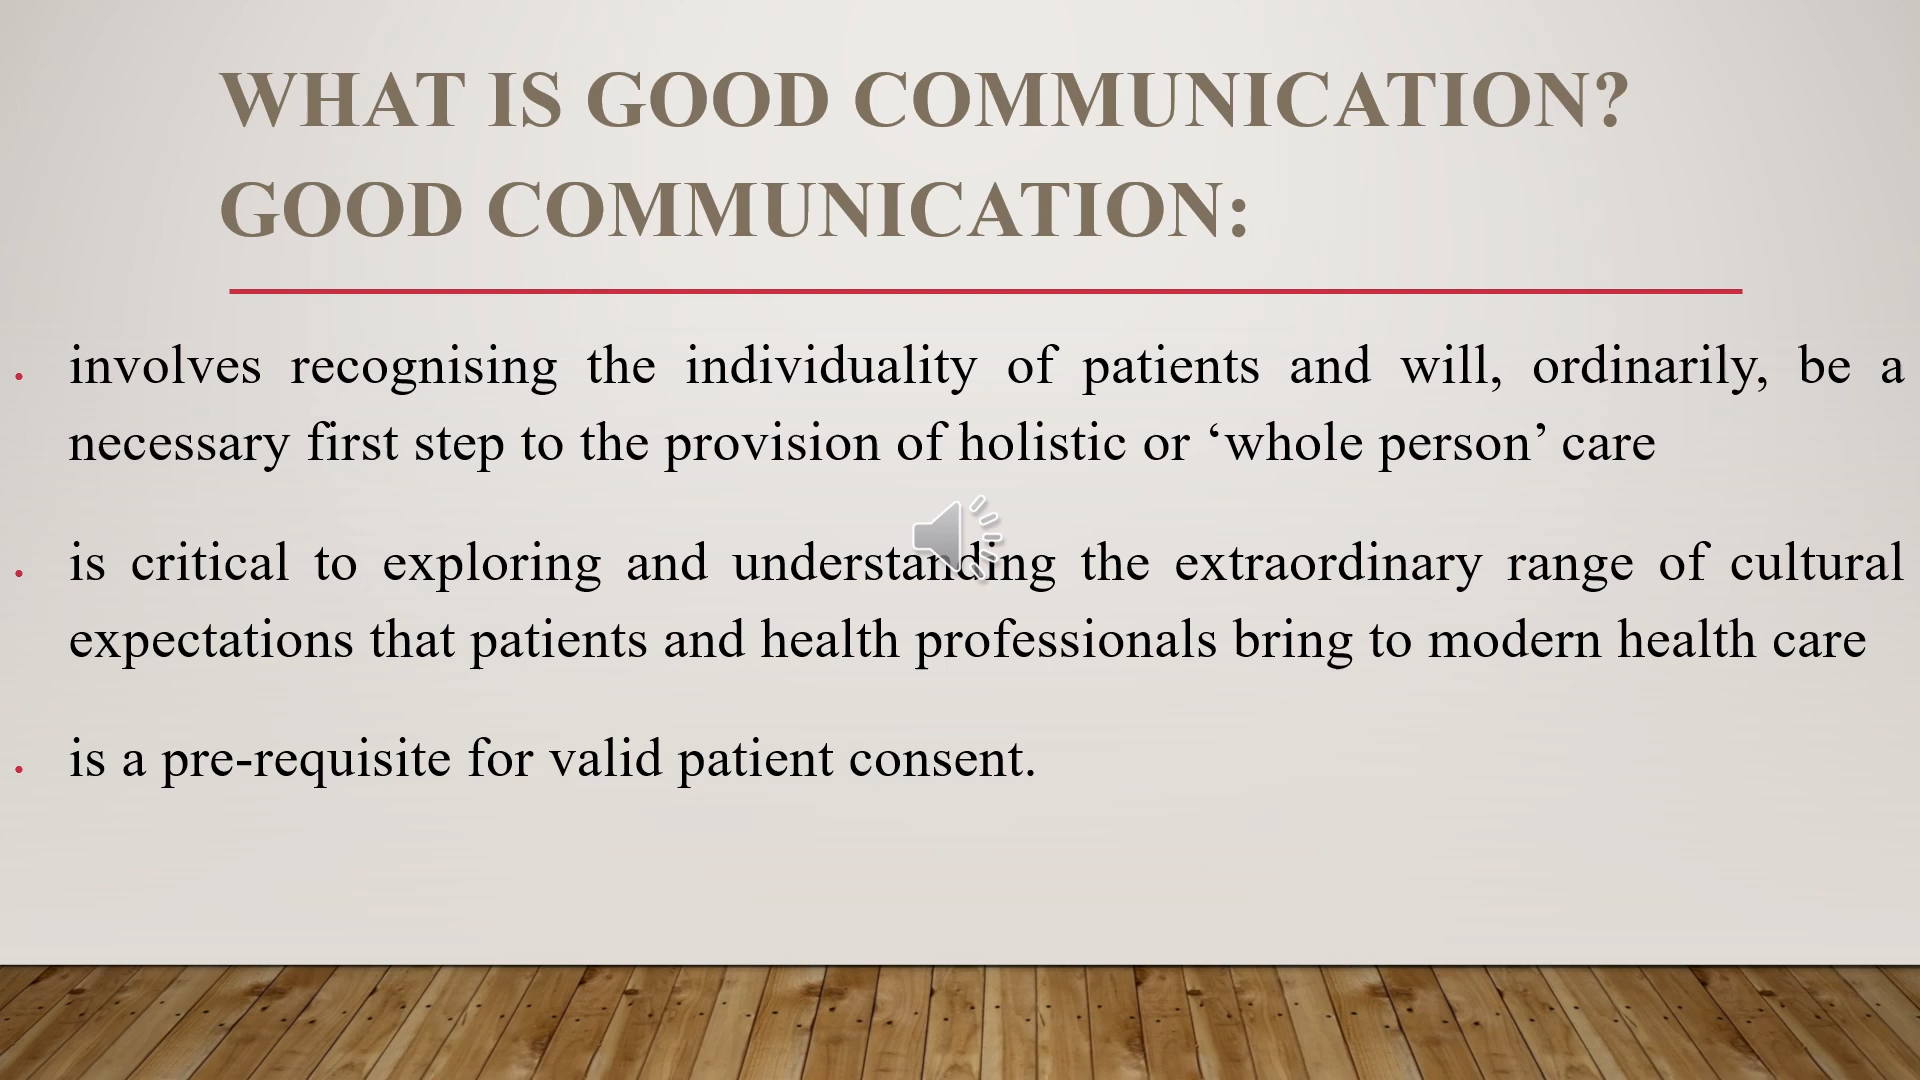 WHAT IS GOOD COMMUNICATION?
GOOD COMMUNICATION:
involves recognising the individuality of patients and will, ordinarily, be a
necessary first step to the provision of holistic or ‘whole person’ care
is critical to exploring and understanding the extraordinary range of cultural
expectations that patients and health professionals bring to modern health care
is a pre-requisite for valid patient consent.